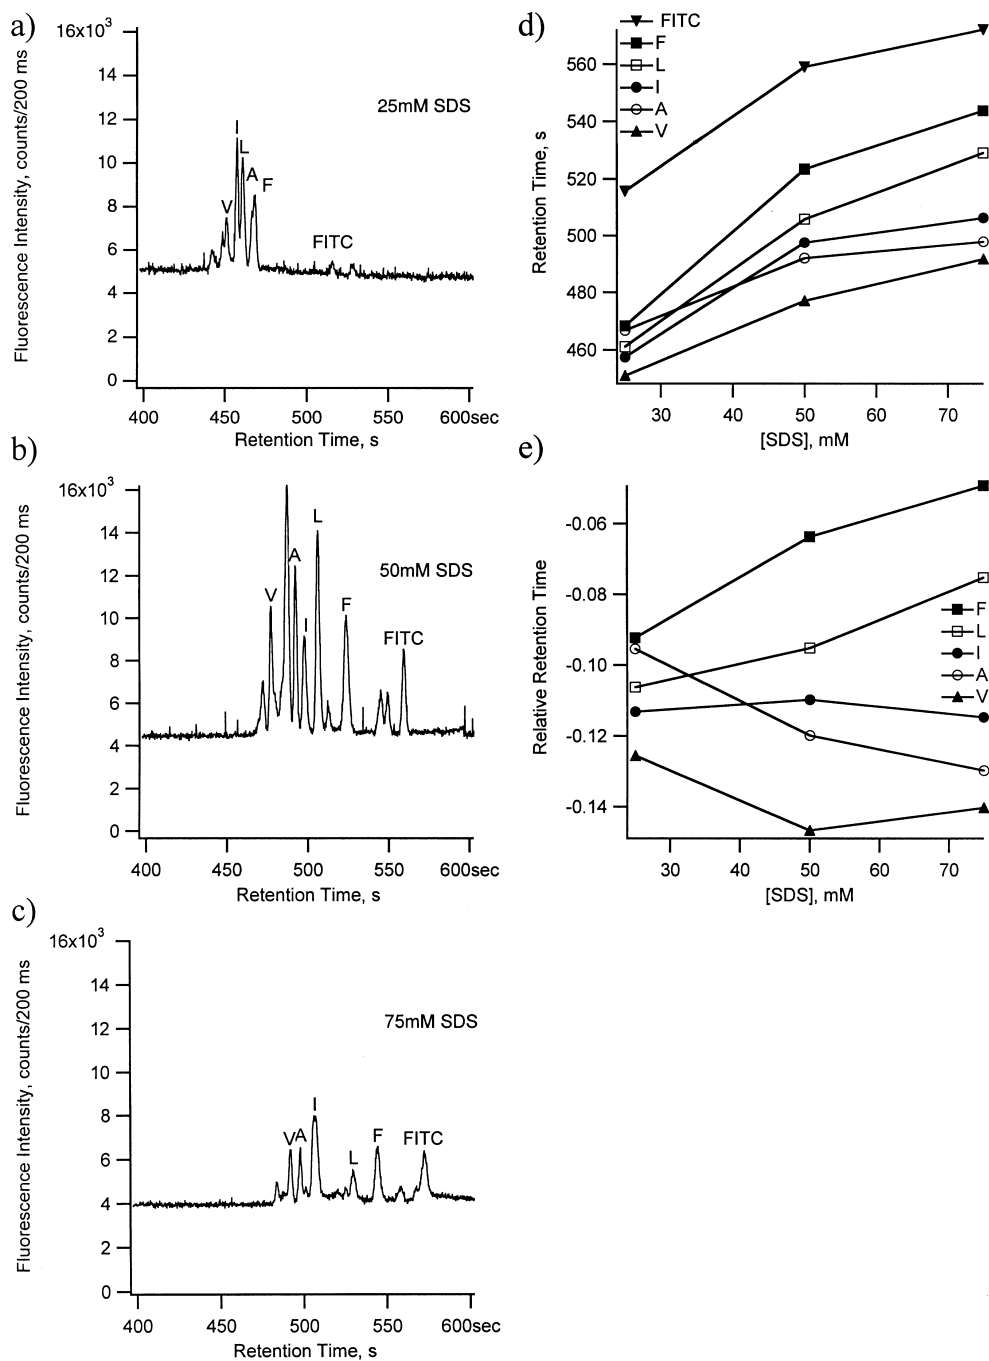 a)
16x10³
14
12
10
8
6
4
2
0
Fluorescence Intensity, counts/200 ms
25mM SDS
I
L
A
F
V
FITC
400
450
500
550
600sec
Retention Time, s
b)
16x10³
14
12
10
8
6
4
2
0
Fluorescence Intensity, counts/200 ms
50mM SDS
L
A
V
I
F
FITC
400
450
500
550
600sec
Retention Time, s
c)
16x10³
14
12
10
8
6
4
2
0
Fluorescence Intensity, counts/200 ms
75mM SDS
I
V
A
L
F
FITC
400
450
500
550
600sec
Retention Time, s
d)
FITC
F
L
I
A
V
560
540
520
500
480
460
Retention Time, s
30
40
50
60
70
[SDS], mM
e)
-0.06
-0.08
-0.10
-0.12
-0.14
Relative Retention Time
F
L
I
A
V
30
40
50
60
70
[SDS], mM